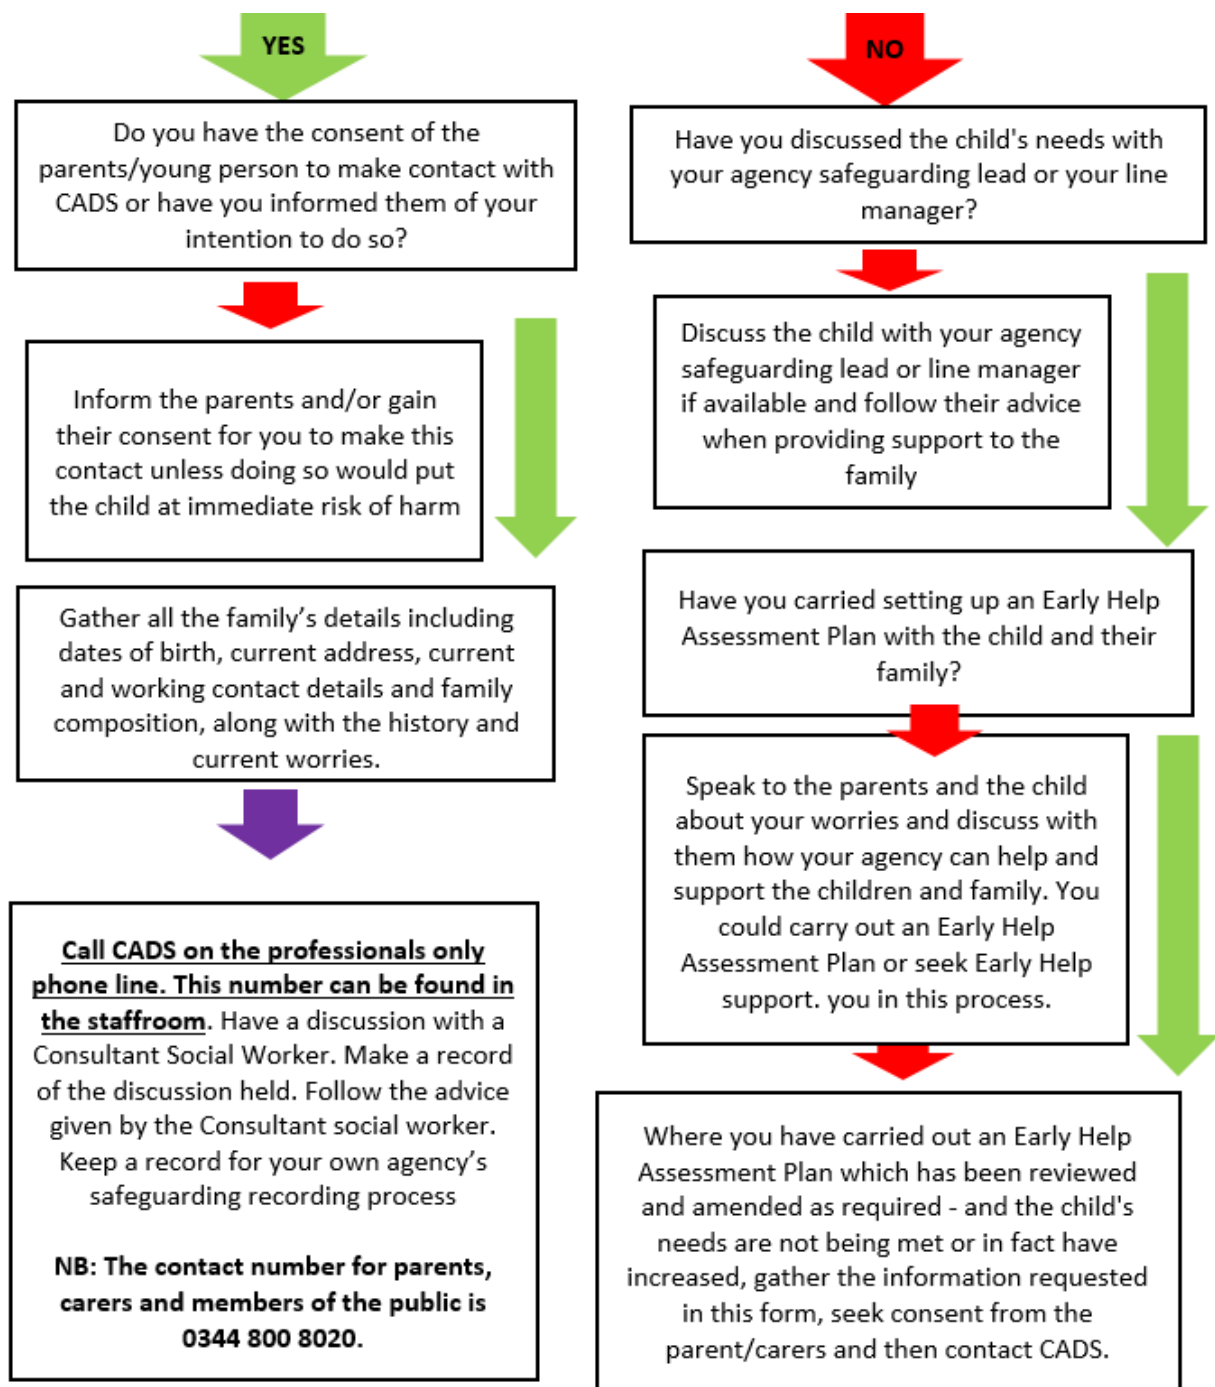 YES
Do you have the consent of the
parents/young person to make contact with
CADS or have you informed them of your
intention to do so?
Inform the parents and/or gain
their consent for you to make this
contact unless doing so would put
the child at immediate risk of harm
Gather all the family’s details including
dates of birth, current address, current
and working contact details and family
composition, along with the history and
current worries.
Call CADS on the professionals only
phone line. This number can be found in
the staffroom. Have a discussion with a
Consultant Social Worker. Make a record
of the discussion held. Follow the advice
given by the Consultant social worker.
Keep a record for your own agency’s
safeguarding recording process
NB: The contact number for parents,
carers and members of the public is
0344 800 8020.
NO
Have you discussed the child's needs with
your agency safeguarding lead or your line
manager?
Discuss the child with your agency
safeguarding lead or line manager
if available and follow their advice
when providing support to the
family
Have you carried setting up an Early Help
Assessment Plan with the child and their
family?
Speak to the parents and the child
about your worries and discuss with
them how your agency can help and
support the children and family. You
could carry out an Early Help
Assessment Plan or seek Early Help
support. you in this process.
Where you have carried out an Early Help
Assessment Plan which has been reviewed
and amended as required - and the child's
needs are not being met or in fact have
increased, gather the information requested
in this form, seek consent from the
parent/carers and then contact CADS.